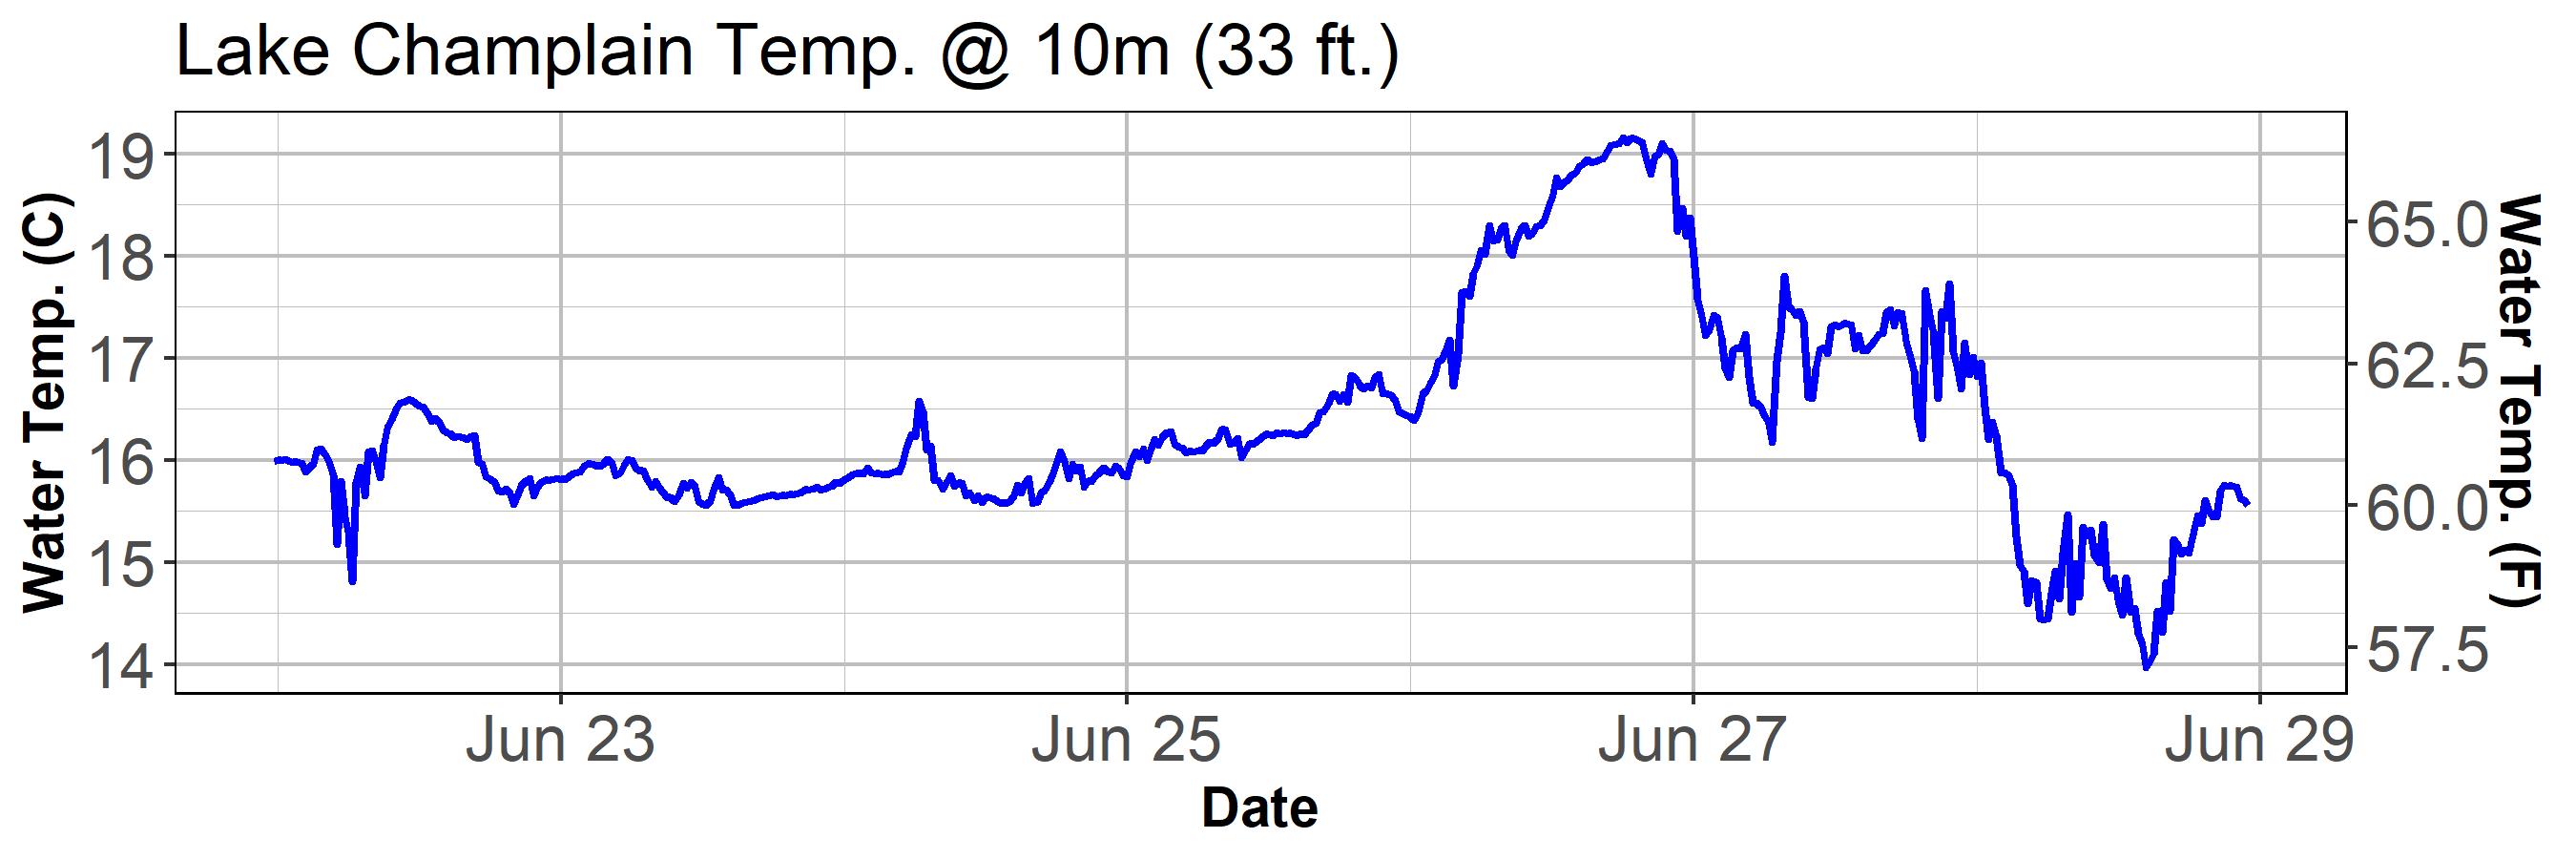 Lake Champlain Temp. @ 10m (33 ft.)
Water Temp. (C)
19
18
17
16
15
14
65.0
62.5
60.0
57.5
Water Temp. (F)
Jun 23
Jun 25
Jun 27
Jun 29
Date